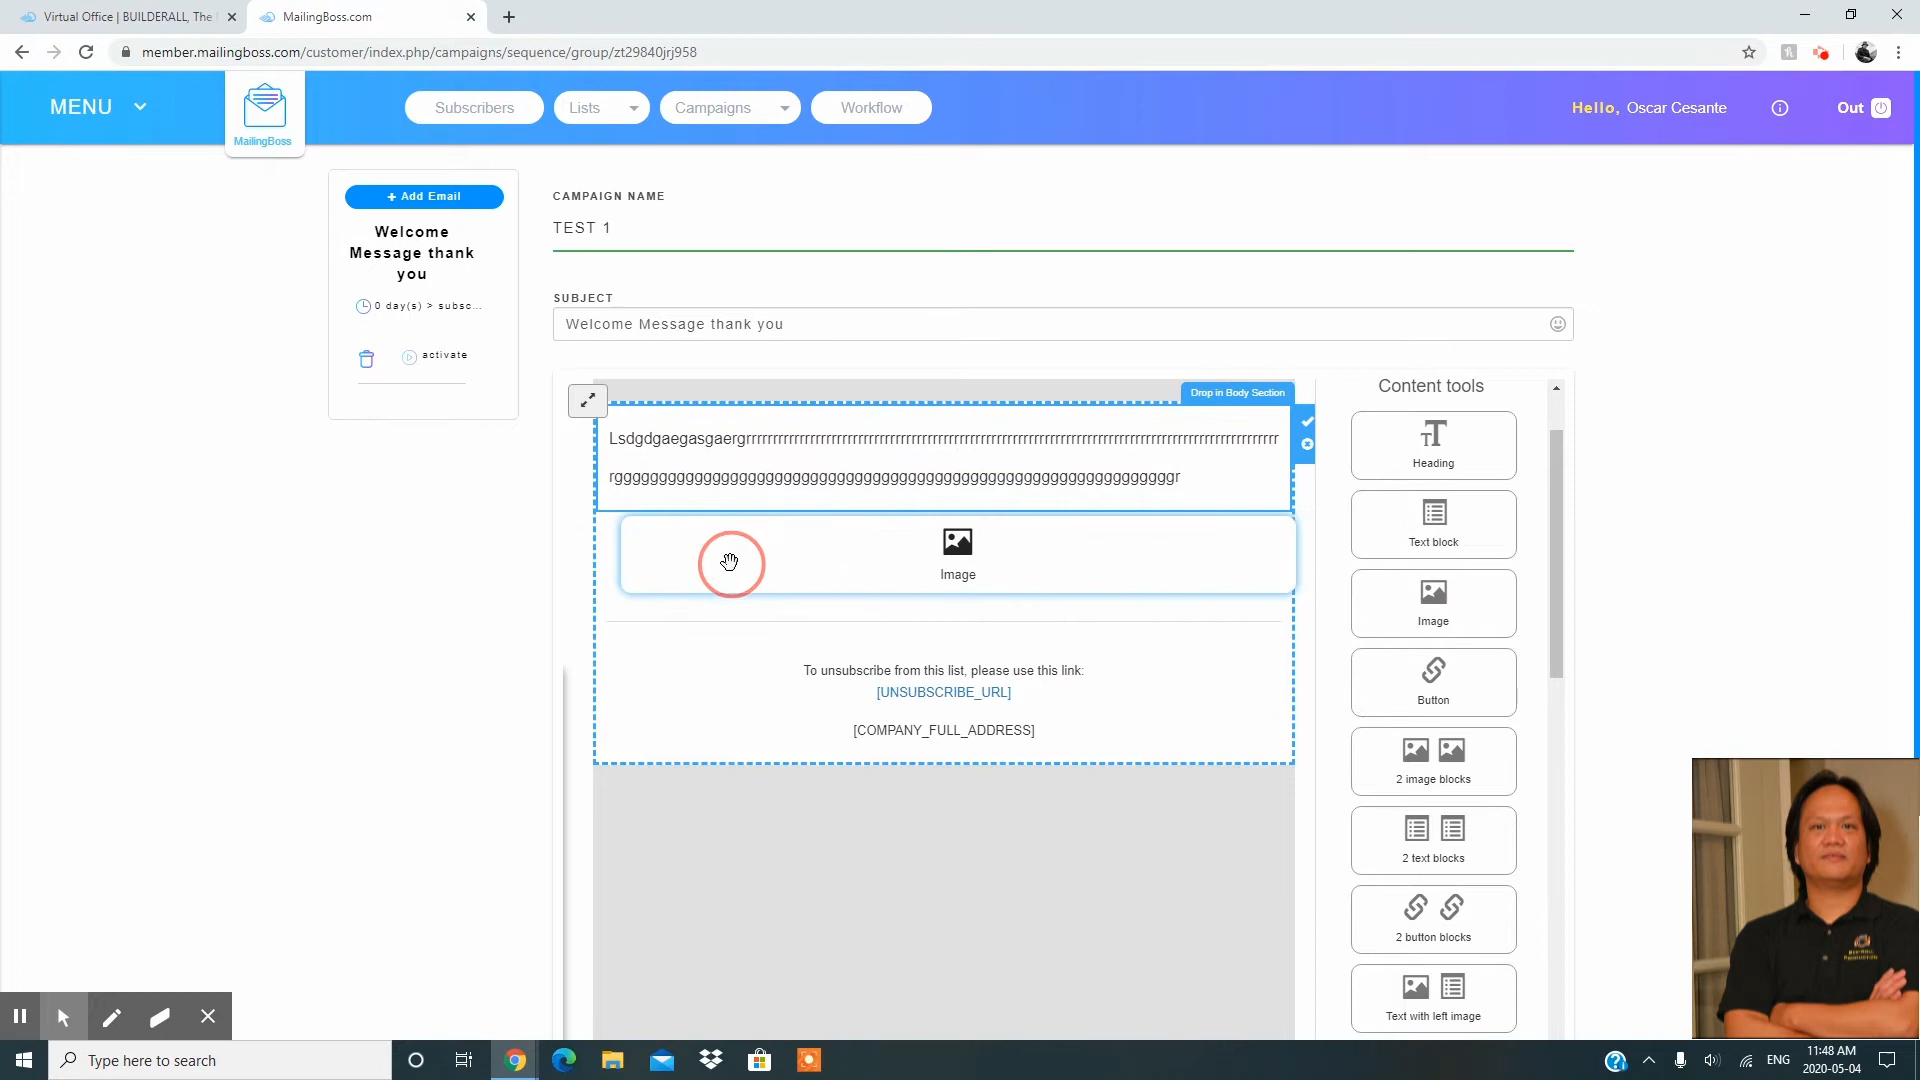 Virtual Office | BUILDERALL, The
MailingBoss.com
member.mailingboss.com/customer/index.php/campaigns/sequence/group/zt29840jrj958
MENU
MailingBoss
Subscribers
Lists
Campaigns
Workflow
Hello, Oscar Cesante
Out
+ Add Email
Welcome
Message thank
you
0 day(s) > subsc...
activate
CAMPAIGN NAME
TEST 1
SUBJECT
Welcome Message thank you
Drop in Body Section
Image
To unsubscribe from this list, please use this link:
[UNSUBSCRIBE_URL]
[COMPANY_FULL_ADDRESS]
Content tools
Heading
Text block
Image
Button
2 image blocks
2 text blocks
2 button blocks
Text with left image
Type here to search
ENG
11:48 AM
2020-05-04